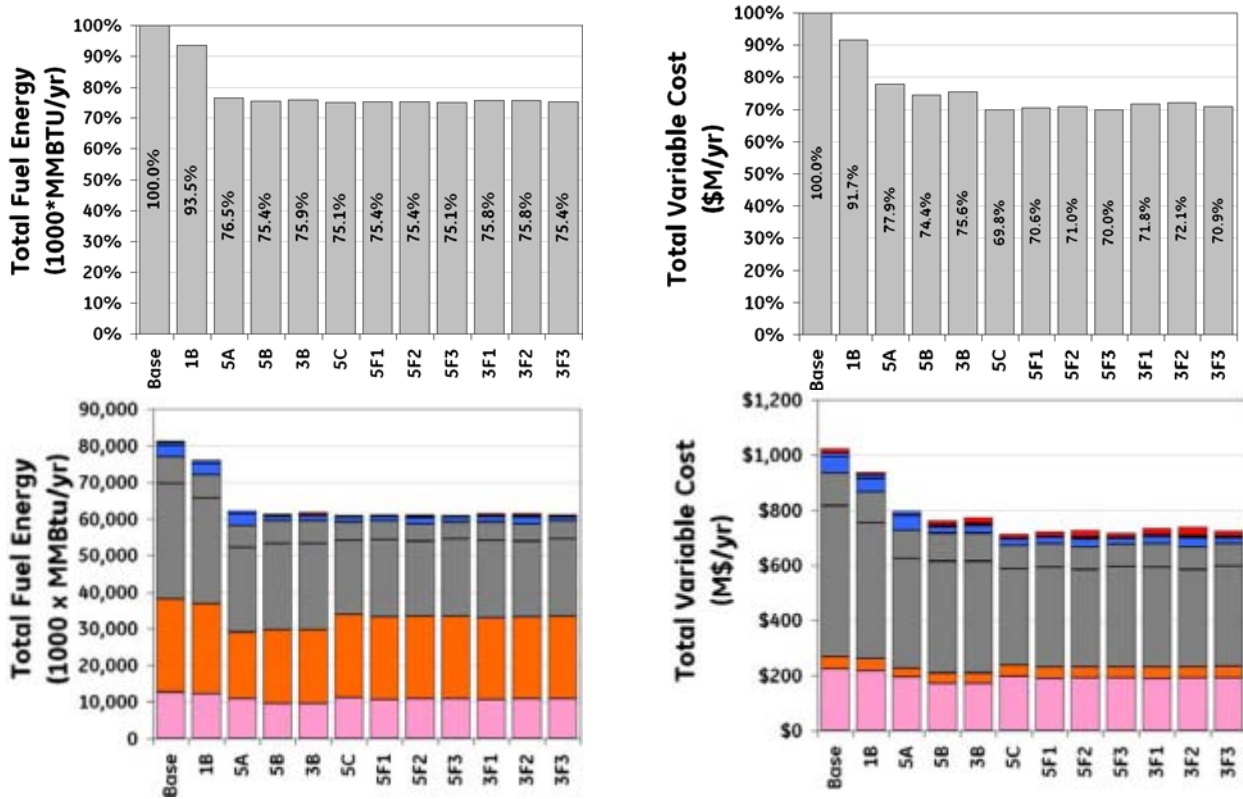 Total Fuel Energy
(1000*MMBTU/yr)
100%
90%
80%
70%
60%
50%
40%
30%
20%
10%
0%
100.0%
93.5%
76.5%
75.4%
75.9%
75.1%
75.4%
75.4%
75.1%
75.8%
75.8%
75.4%
Base
1B
5A
5B
3B
5C
5F1
5F2
5F3
3F1
3F2
3F3
Total Variable Cost
($M/yr)
100%
90%
80%
70%
60%
50%
40%
30%
20%
10%
0%
100.0%
91.7%
77.9%
74.4%
75.6%
69.8%
70.6%
71.0%
70.0%
71.8%
72.1%
70.9%
Base
1B
5A
5B
3B
5C
5F1
5F2
5F3
3F1
3F2
3F3
Total Fuel Energy
(1000 x MMBtu/yr)
90,000
80,000
70,000
60,000
50,000
40,000
30,000
20,000
10,000
0
Base
1B
5A
5B
3B
5C
5F1
5F2
5F3
3F1
3F2
3F3
Total Variable Cost
(M$/yr)
$1,200
$1,000
$800
$600
$400
$200
$0
Base
1B
5A
5B
3B
5C
5F1
5F2
5F3
3F1
3F2
3F3